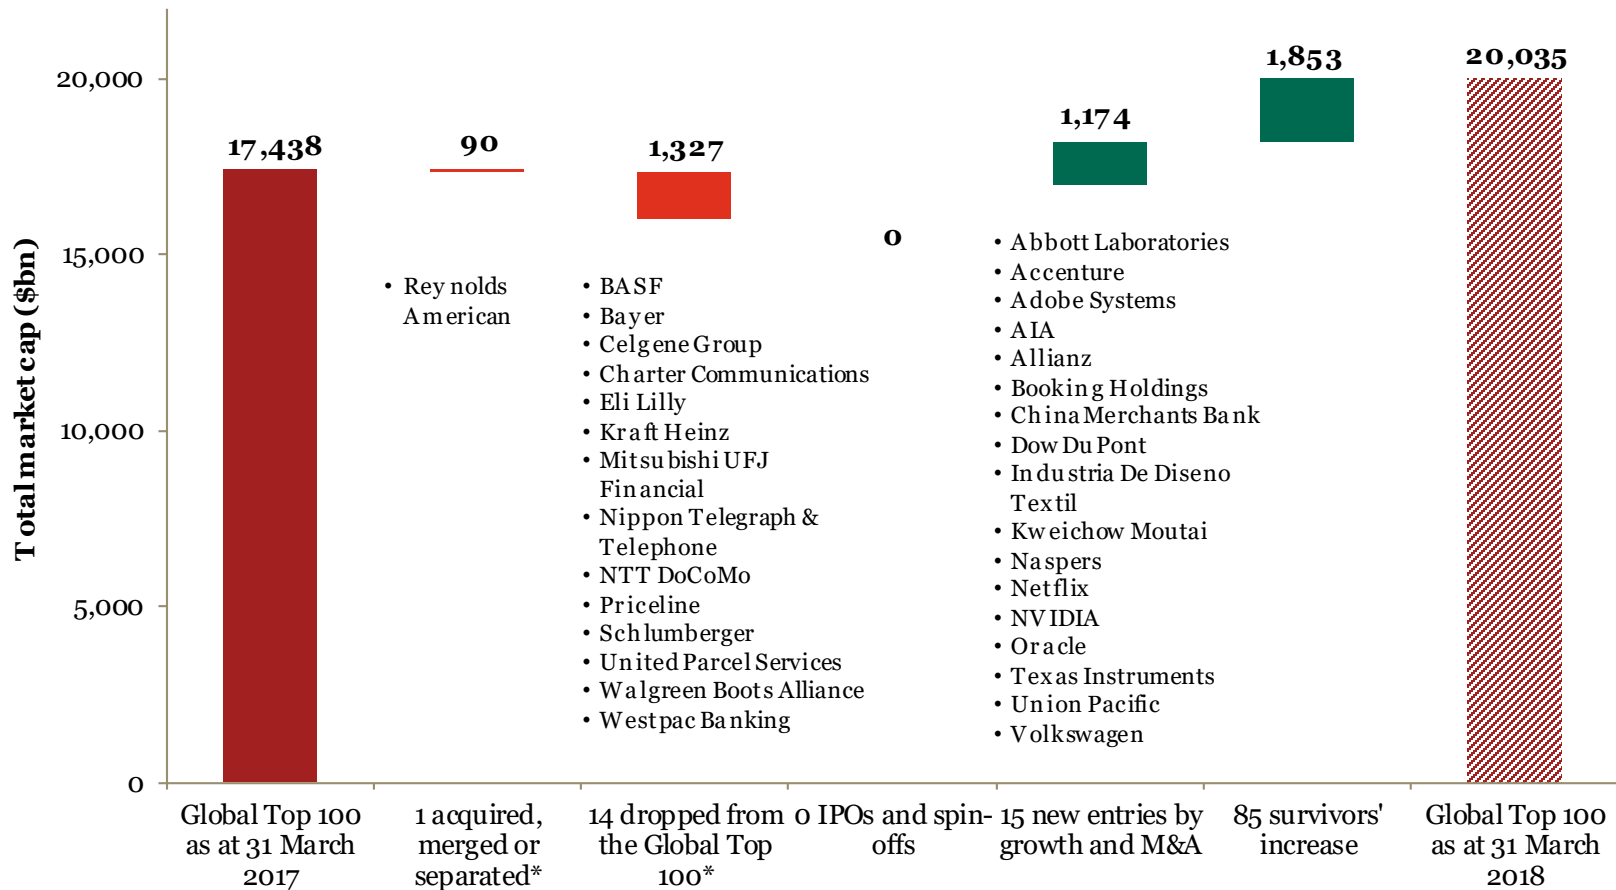 Total market cap ($bn)
20,000
15,000
10,000
5,000
0
17,438
90
1,327
0
1,174
1,853
20,035
• Reynolds
American
• BASF
• Bayer
• Celgene Group
• Charter Communications
• Eli Lilly
• Kraft Heinz
• Mitsubishi UFJ
Financial
• Nippon Telegraph &
Telephone
• NTT DoCoMo
• Priceline
• Schlumberger
• United Parcel Services
• Walgreen Boots Alliance
• Westpac Banking
• Abbott Laboratories
• Accenture
• Adobe Systems
• AIA
• Allianz
• Booking Holdings
• China Merchants Bank
• Dow Du Pont
• Industria De Diseno
Textil
• Kweichow Moutai
• Naspers
• Netflix
• NVIDIA
• Oracle
• Texas Instruments
• Union Pacific
• Volkswagen
Global Top 100
as at 31 March
2017
1 acquired,
merged or
separated*
14 dropped from
the Global Top
100*
0 IPOs and spin-
offs
15 new entries by
growth and M&A
85 survivors'
increase
Global Top 100
as at 31 March
2018